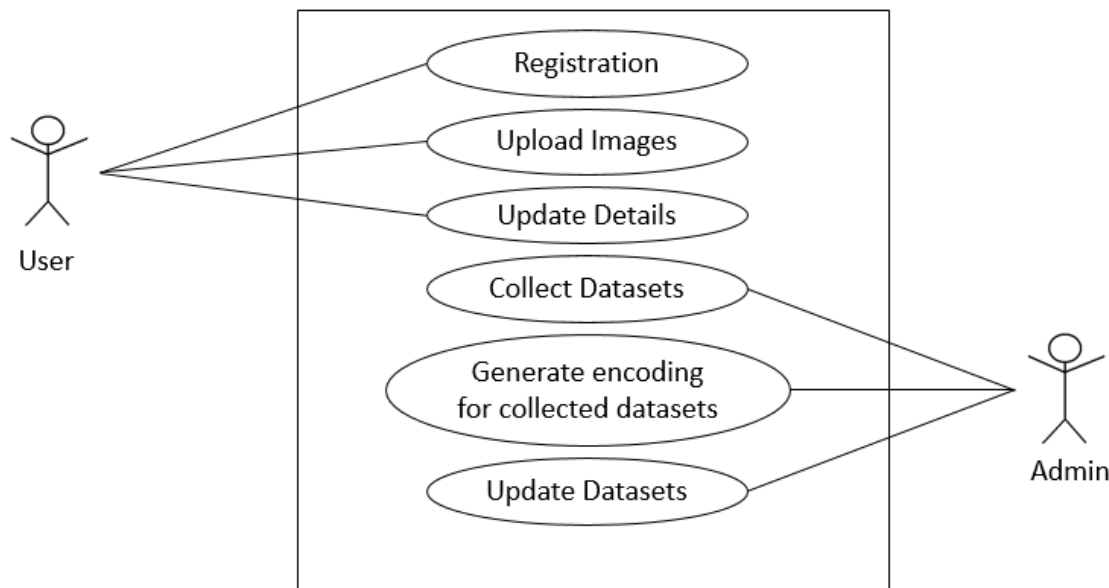 Registration
Upload Images
Update Details
User
Collect Datasets
Generate encoding
for collected datasets
Admin
Update Datasets